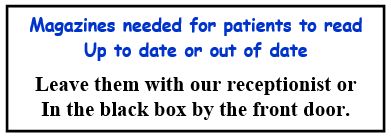 Magazines needed for patients to read
Up to date or out of date
Leave them with our receptionist or
In the black box by the front door.